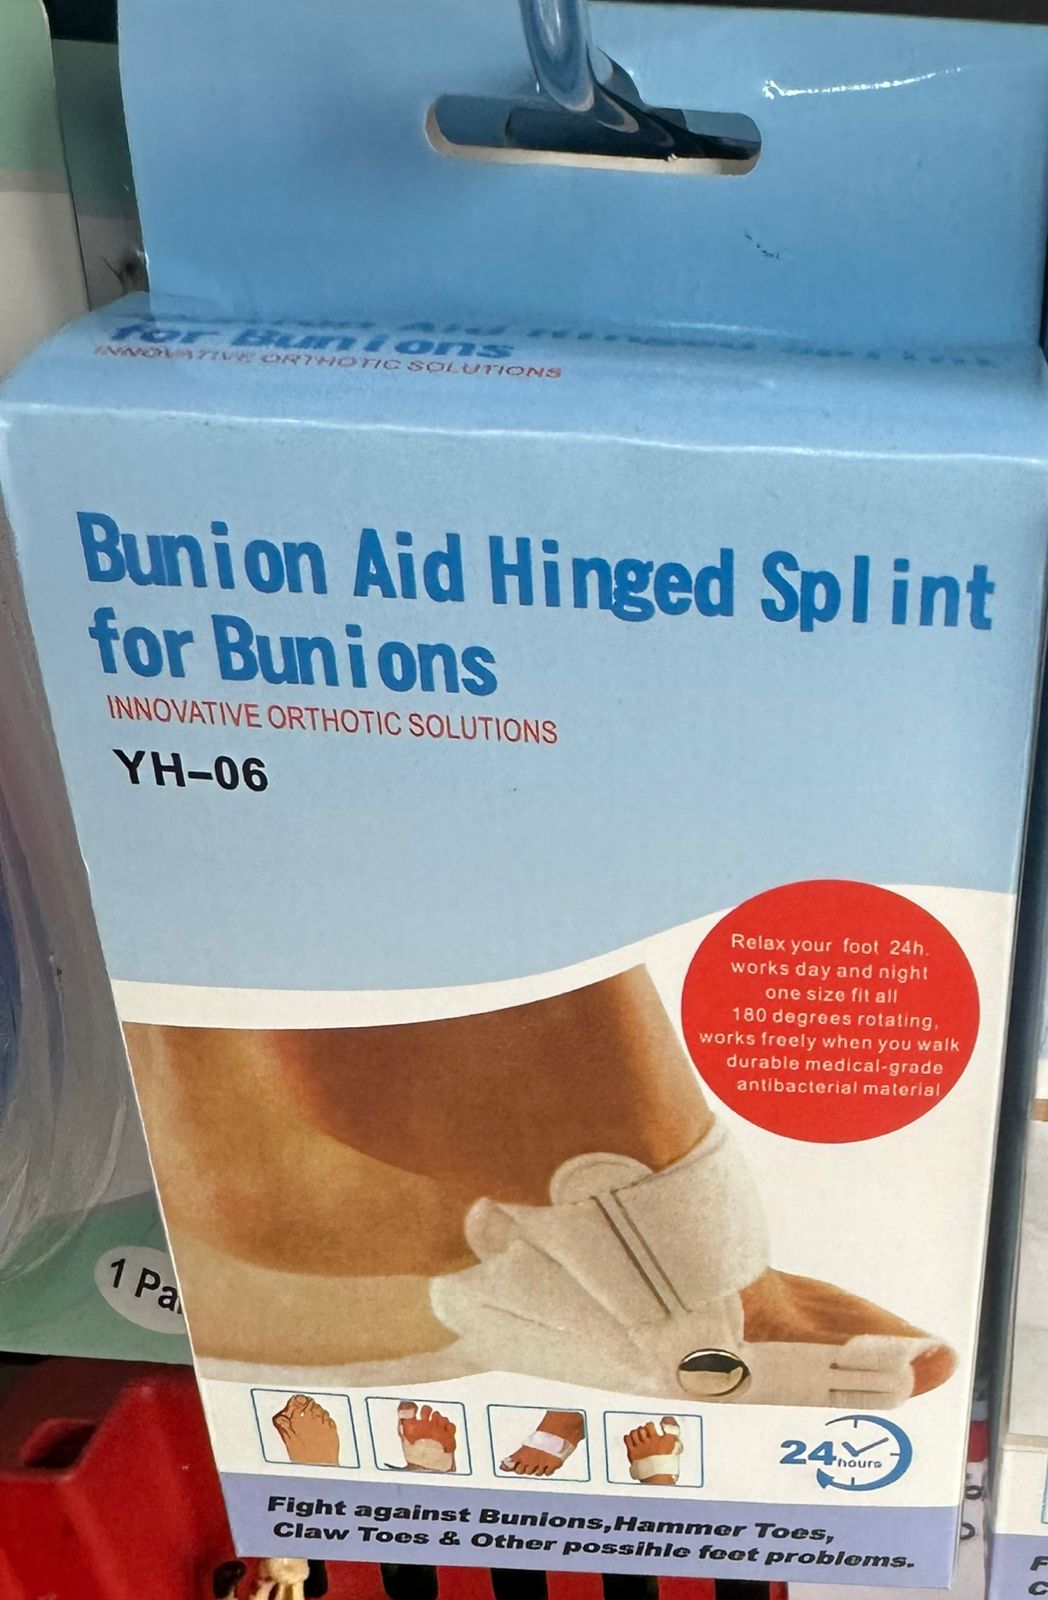 for Bunions
INNOVATIVE ORTHOTIC SOLUTIONS
Bunion Aid Hinged Splint
for Bunions
INNOVATIVE ORTHOTIC SOLUTIONS
YH-06
Relax your foot 24h.
works day and night
one size fit all
180 degrees rotating,
works freely when you walk
durable medical-grade
antibacterial material
1 Pa
24 hours
Fight against Bunions,Hammer Toes,
Claw Toes & Other possihle feet problems.